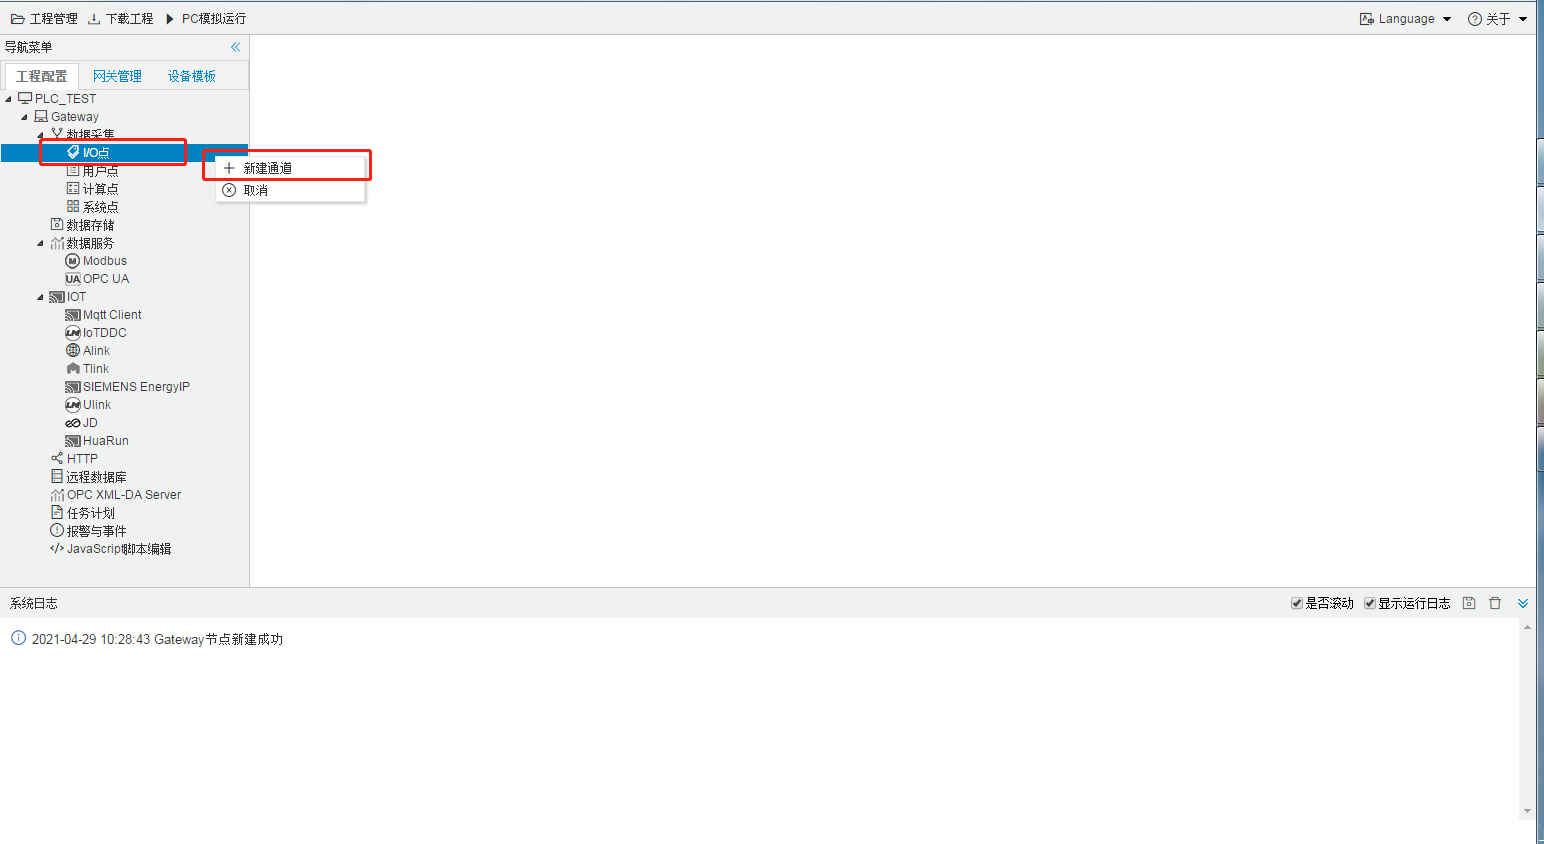 工程管理 下载工程 PC模拟运行 Language 关于
导航菜单
工程配置 网关管理 设备模板
PLC_TEST
Gateway
数据采集
I/O点
新建通道
用户点
计算点
取消
系统点
数据存储
数据服务
Modbus
UA OPC UA
IOT
Mqtt Client
IoTDDC
Alink
Tlink
SIEMENS EnergyIP
Ulink
JD
HuaRun
HTTP
远程数据库
OPC XML-DA Server
任务计划
报警与事件
JavaScript脚本编辑
系统日志 是否滚动 显示运行日志
2021-04-29 10:28:43 Gateway节点新建成功